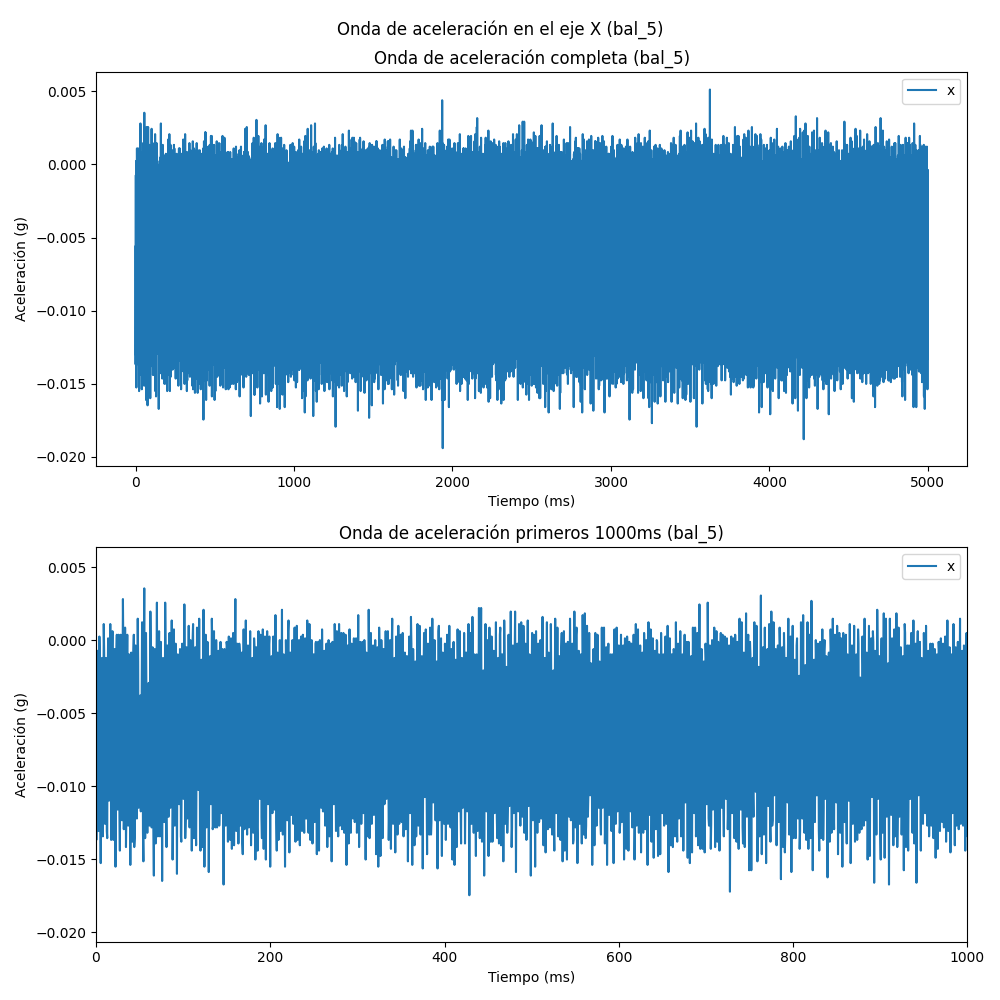 Onda de aceleración en el eje X (bal_5)
Onda de aceleración completa (bal_5)
x
0.005
0.000
−0.005
−0.010
−0.015
−0.020
Aceleración (g)
0 1000 2000 3000 4000 5000
Tiempo (ms)
Onda de aceleración primeros 1000ms (bal_5)
x
0.005
0.000
−0.005
−0.010
−0.015
−0.020
Aceleración (g)
0 200 400 600 800 1000
Tiempo (ms)